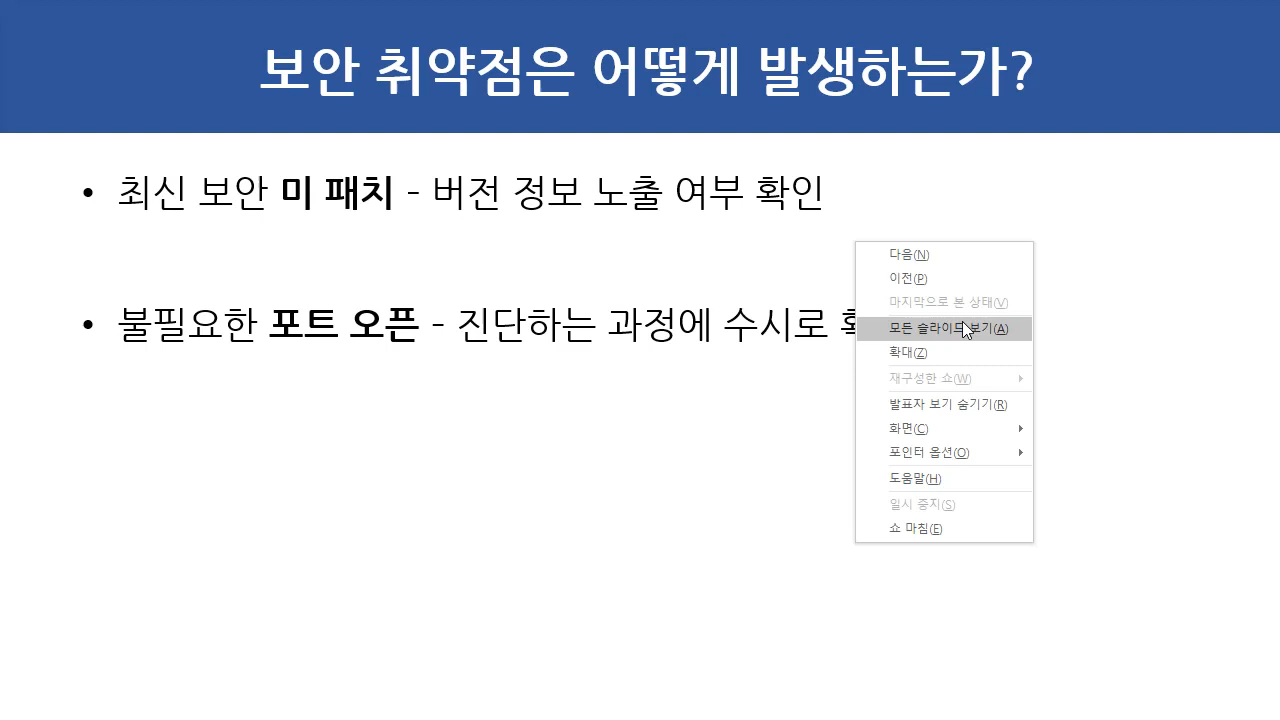 보안 취약점은 어떻게 발생하는가?
• 최신 보안 미 패치 - 버전 정보 노출 여부 확인
• 불필요한 포트 오픈 - 진단하는 과정에 수시로
다음(N)
이전(P)
마지막으로 본 상태(V)
모든 슬라이드 보기(A)
확대(Z)
재구성한 쇼(W)
발표자 보기 숨기기(R)
화면(C)
포인터 옵션(O)
도움말(H)
일시 중지(S)
쇼 마침(E)